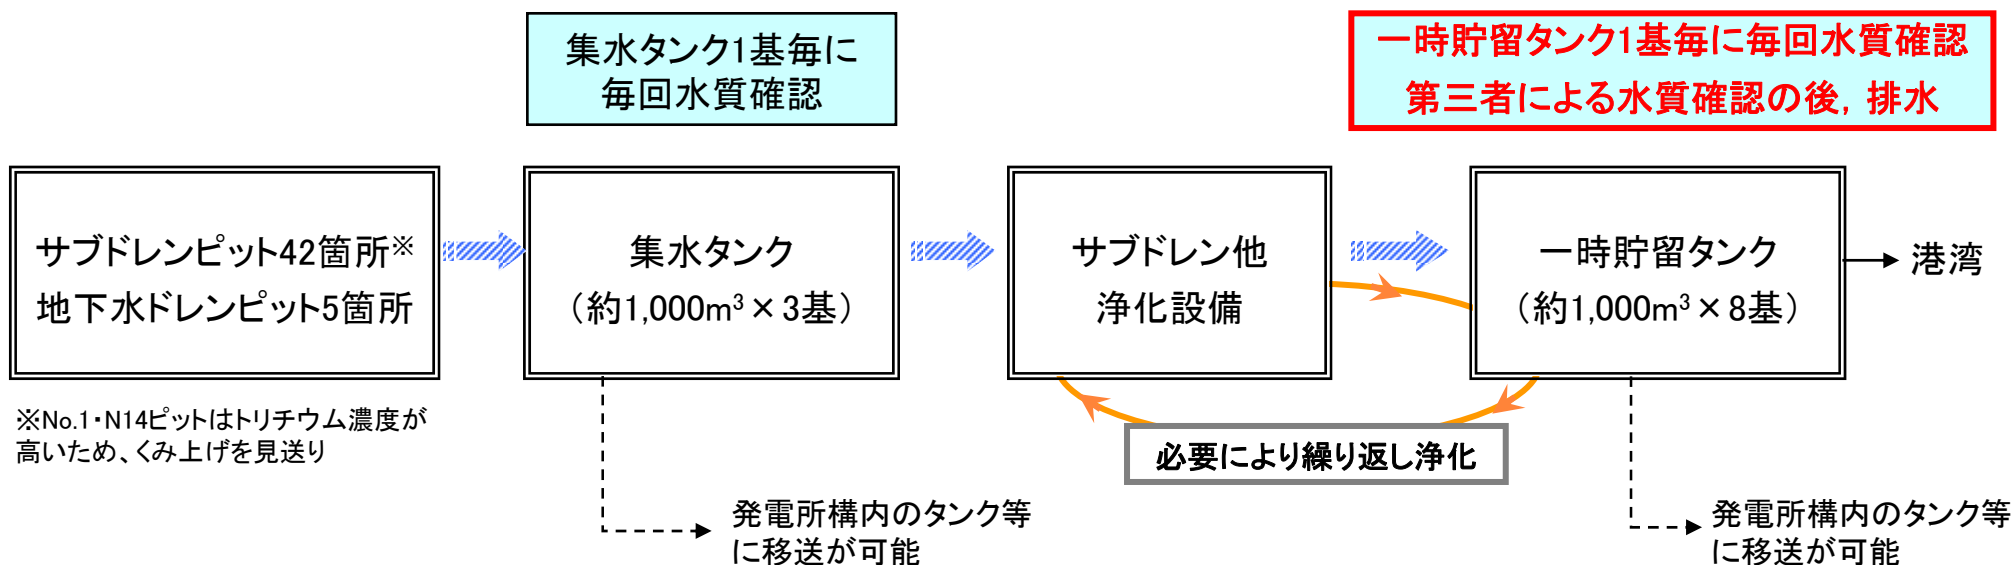 集水タンク1基毎に
毎回水質確認
一時貯留タンク1基毎に毎回水質確認
第三者による水質確認の後，排水
サブドレンピット42箇所※
地下水ドレンピット5箇所
集水タンク
（約1,000m³×3基）
サブドレン他
浄化設備
一時貯留タンク
（約1,000m³×8基）
港湾
※No.1・N14ピットはトリチウム濃度が
高いため、くみ上げを見送り
必要により繰り返し浄化
発電所構内のタンク等
に移送が可能
発電所構内のタンク等
に移送が可能